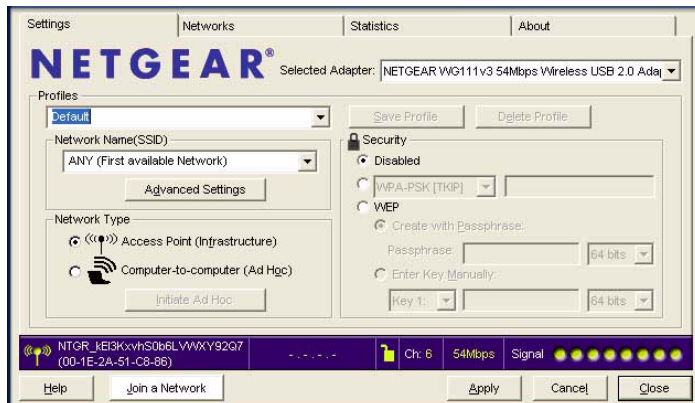 Settings
Networks
Statistics
About
NETGEAR®
Selected Adapter: NETGEAR WG111v3 54Mbps Wireless USB 2.0 Adap
Profiles
Default
Save Profile
Delete Profile
Network Name(SSID)
ANY (First available Network)
Advanced Settings
Network Type
Access Point (Infrastructure)
Computer-to-computer (Ad Hoc)
Initiate Ad Hoc
Security
Disabled
WPA-PSK [TKIP]
WEP
Create with Passphrase:
Passphrase:
64 bits
Enter Key Manually:
Key 1:
64 bits
NTGR_kEl3KxvhS0b6LVWXY92Q7
(00-1E-2A-51-C8-86)
-.-.-.-
Ch: 6
54Mbps
Signal
Help
Join a Network
Apply
Cancel
Close